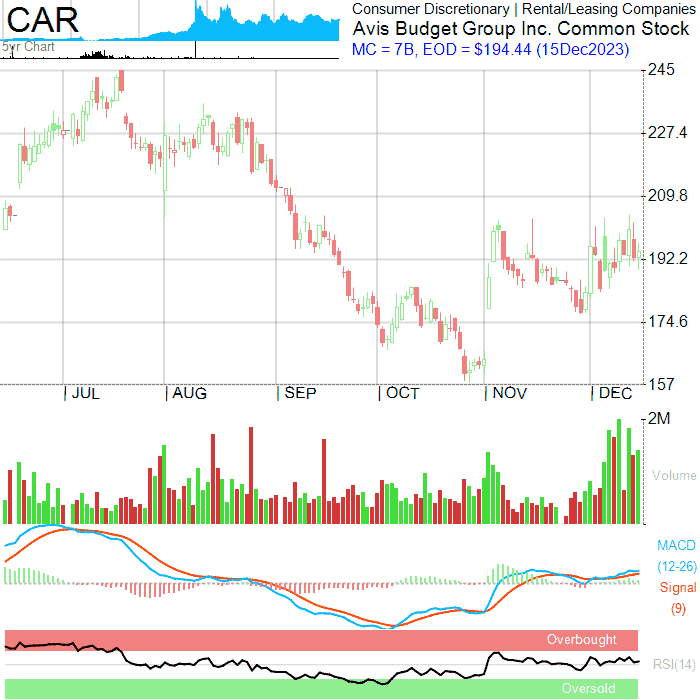 CAR
5yr Chart
Consumer Discretionary | Rental/Leasing Companies
Avis Budget Group Inc. Common Stock
MC = 7B, EOD = $194.44 (15Dec2023)
245
227.4
209.8
192.2
174.6
157
JUL AUG SEP OCT NOV DEC
2M
Volume
MACD
(12-26)
Signal
(9)
Overbought
RSI(14)
Oversold